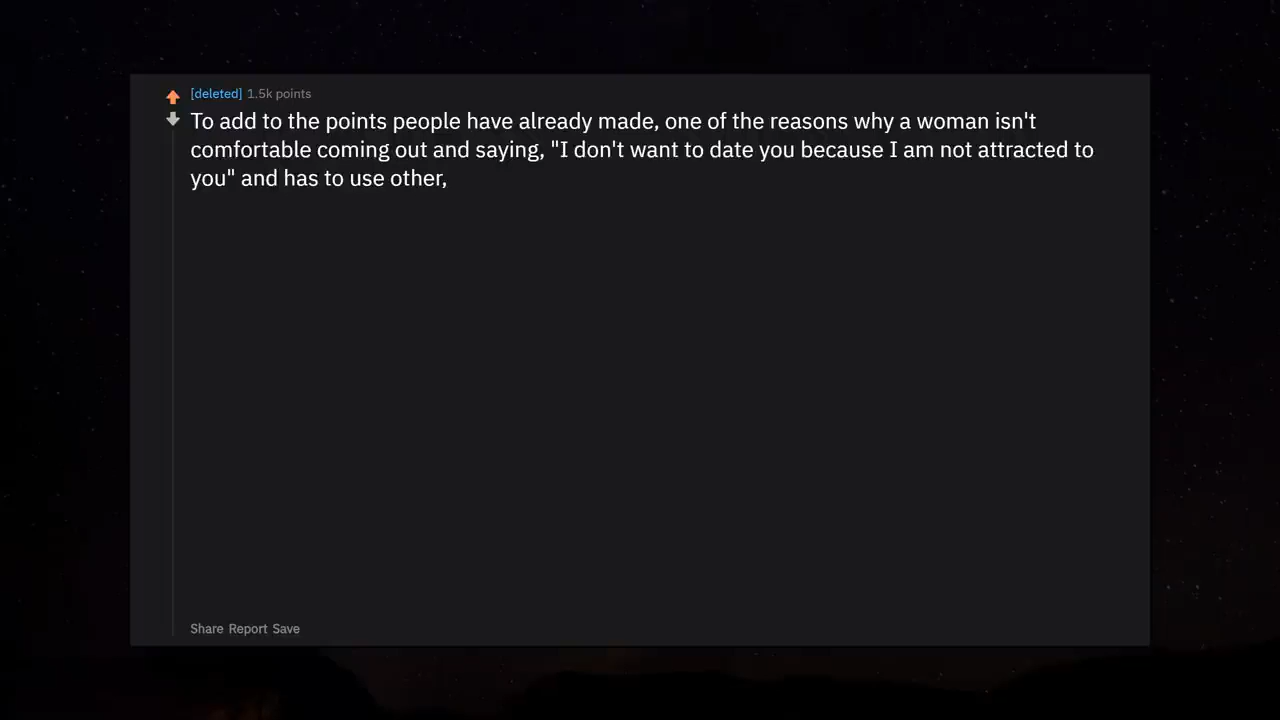 [deleted] 1.5k points
To add to the points people have already made, one of the reasons why a woman isn't
comfortable coming out and saying, "I don't want to date you because I am not attracted to
you" and has to use other,
Share Report Save